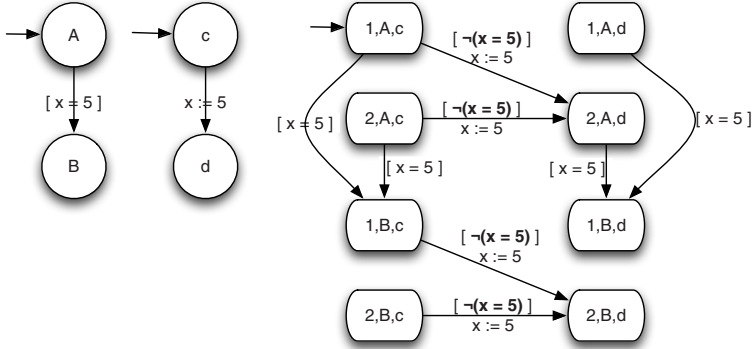 A
c
1,A,c
1,A,d
[ ¬(x = 5) ]
x := 5
[ x = 5 ]
x := 5
2,A,c
[ ¬(x = 5) ]
x := 5
2,A,d
[ x = 5 ]
[ x = 5 ]
B
d
[ x = 5 ]
[ x = 5 ]
1,B,c
1,B,d
[ ¬(x = 5) ]
x := 5
2,B,c
[ ¬(x = 5) ]
x := 5
2,B,d